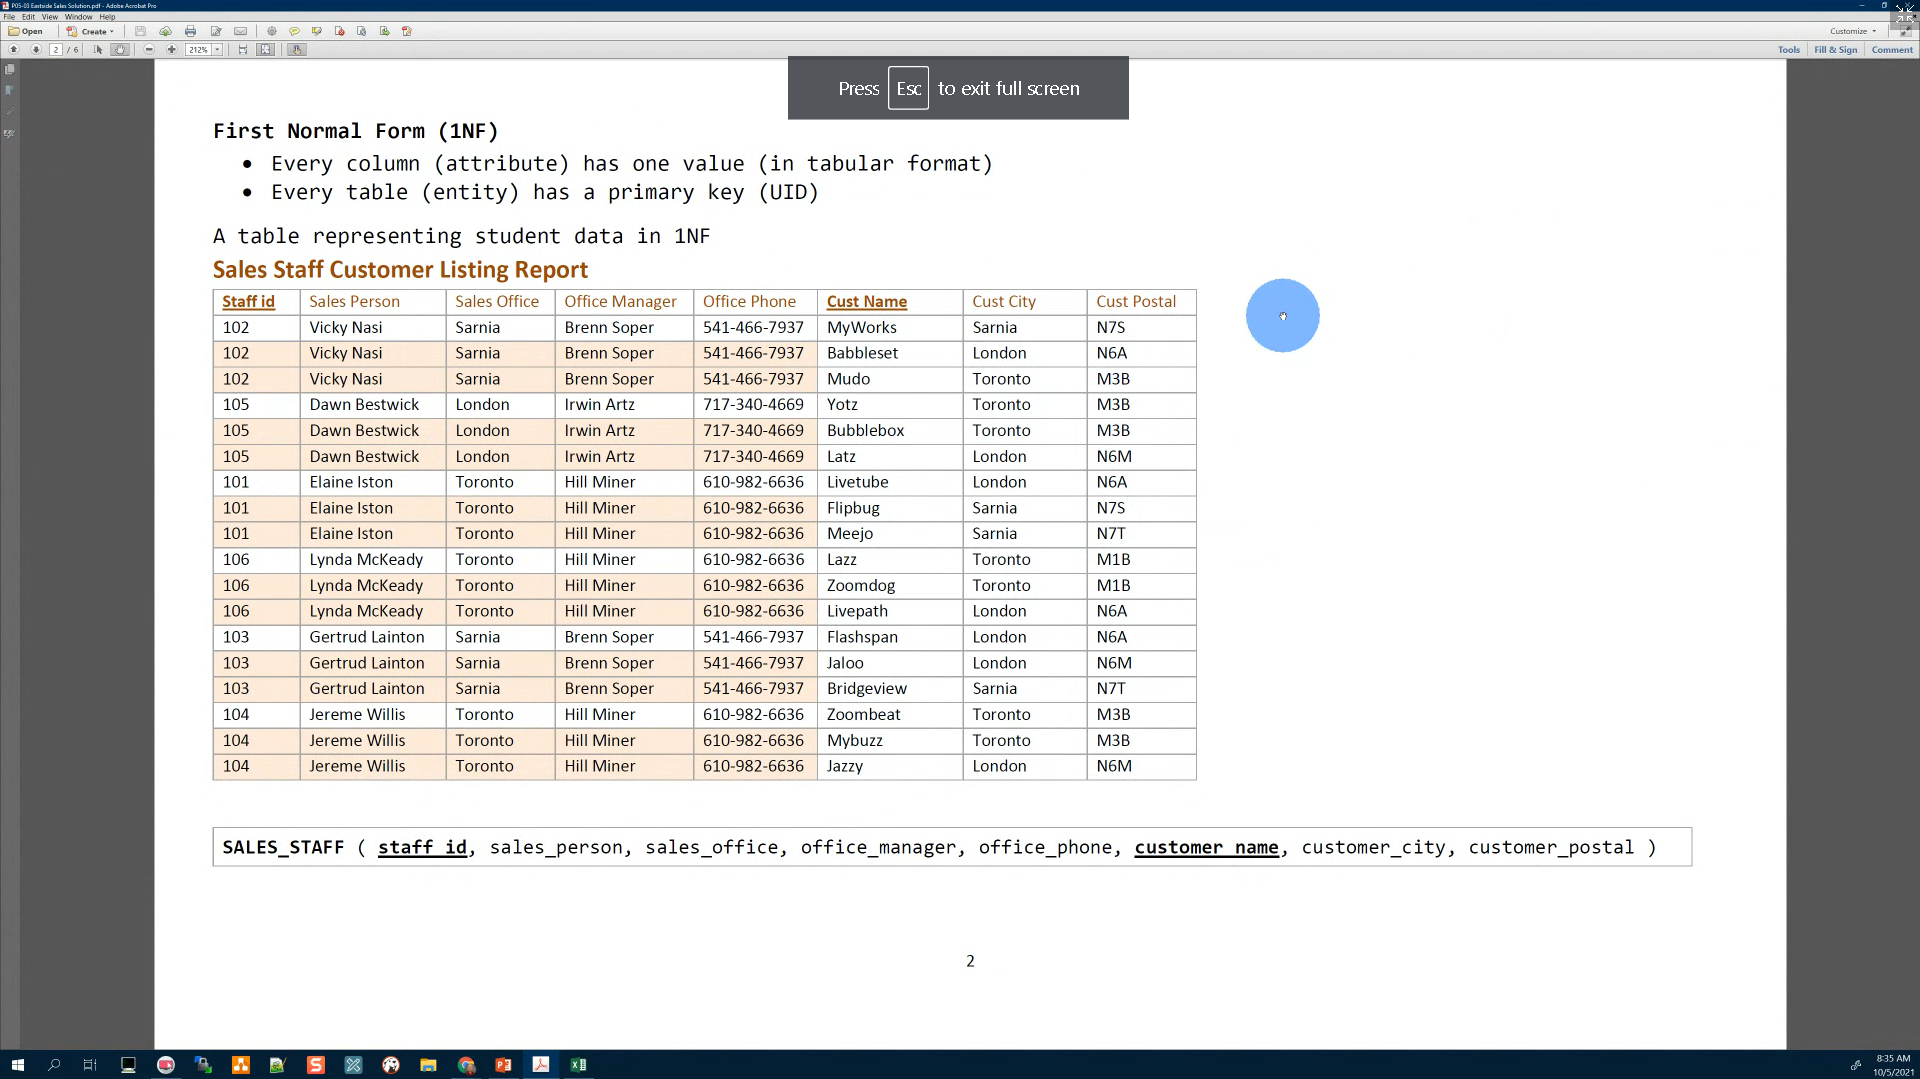 P05-03 Eastside Sales Solution.pdf - Adobe Acrobat Pro
File Edit View Window Help
Open Create Customize
2 / 6 212% Tools Fill & Sign Comment
Press Esc to exit full screen
First Normal Form (1NF)
• Every column (attribute) has one value (in tabular format)
• Every table (entity) has a primary key (UID)
A table representing student data in 1NF
Sales Staff Customer Listing Report
Staff id Sales Person Sales Office Office Manager Office Phone Cust Name Cust City Cust Postal
102 Vicky Nasi Sarnia Brenn Soper 541-466-7937 MyWorks Sarnia N7S
102 Vicky Nasi Sarnia Brenn Soper 541-466-7937 Babbleset London N6A
102 Vicky Nasi Sarnia Brenn Soper 541-466-7937 Mudo Toronto M3B
105 Dawn Bestwick London Irwin Artz 717-340-4669 Yotz Toronto M3B
105 Dawn Bestwick London Irwin Artz 717-340-4669 Bubblebox Toronto M3B
105 Dawn Bestwick London Irwin Artz 717-340-4669 Latz London N6M
101 Elaine Iston Toronto Hill Miner 610-982-6636 Livetube London N6A
101 Elaine Iston Toronto Hill Miner 610-982-6636 Flipbug Sarnia N7S
101 Elaine Iston Toronto Hill Miner 610-982-6636 Meejo Sarnia N7T
106 Lynda McKeady Toronto Hill Miner 610-982-6636 Lazz Toronto M1B
106 Lynda McKeady Toronto Hill Miner 610-982-6636 Zoomdog Toronto M1B
106 Lynda McKeady Toronto Hill Miner 610-982-6636 Livepath London N6A
103 Gertrud Lainton Sarnia Brenn Soper 541-466-7937 Flashspan London N6A
103 Gertrud Lainton Sarnia Brenn Soper 541-466-7937 Jaloo London N6M
103 Gertrud Lainton Sarnia Brenn Soper 541-466-7937 Bridgeview Sarnia N7T
104 Jereme Willis Toronto Hill Miner 610-982-6636 Zoombeat Toronto M3B
104 Jereme Willis Toronto Hill Miner 610-982-6636 Mybuzz Toronto M3B
104 Jereme Willis Toronto Hill Miner 610-982-6636 Jazzy London N6M
SALES_STAFF ( staff_id, sales_person, sales_office, office_manager, office_phone, customer_name, customer_city, customer_postal )
2
8:35 AM
10/5/2021